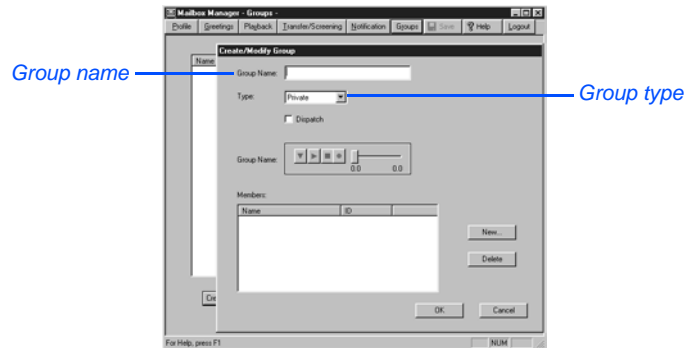 Mailbox Manager - Groups -
Profile Greetings Playback Transfer/Screening Notification Groups Save Help Logout
Name
Create/Modify Group
Group name
Group Name:
Type: Private
Group type
Dispatch
Group Name:
0.0 0.0
Members:
Name ID
New...
Delete
Cre
OK Cancel
For Help, press F1 NUM